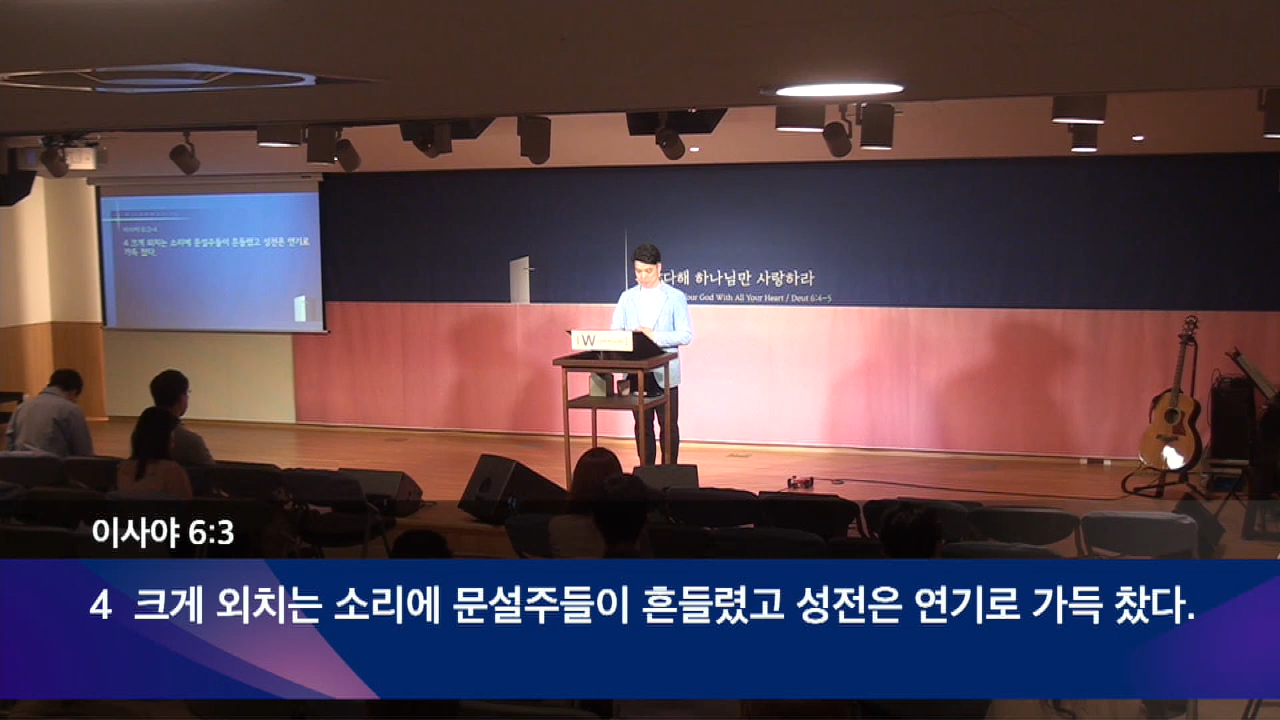 4 크게 외치는 소리에 문설주들이 흔들렸고 성전은 연기로
가득 찼다.
다해 하나님만 사랑하라
our God With All Your Heart / Deut 6:4-5
W
이사야 6:3
4 크게 외치는 소리에 문설주들이 흔들렸고 성전은 연기로 가득 찼다.